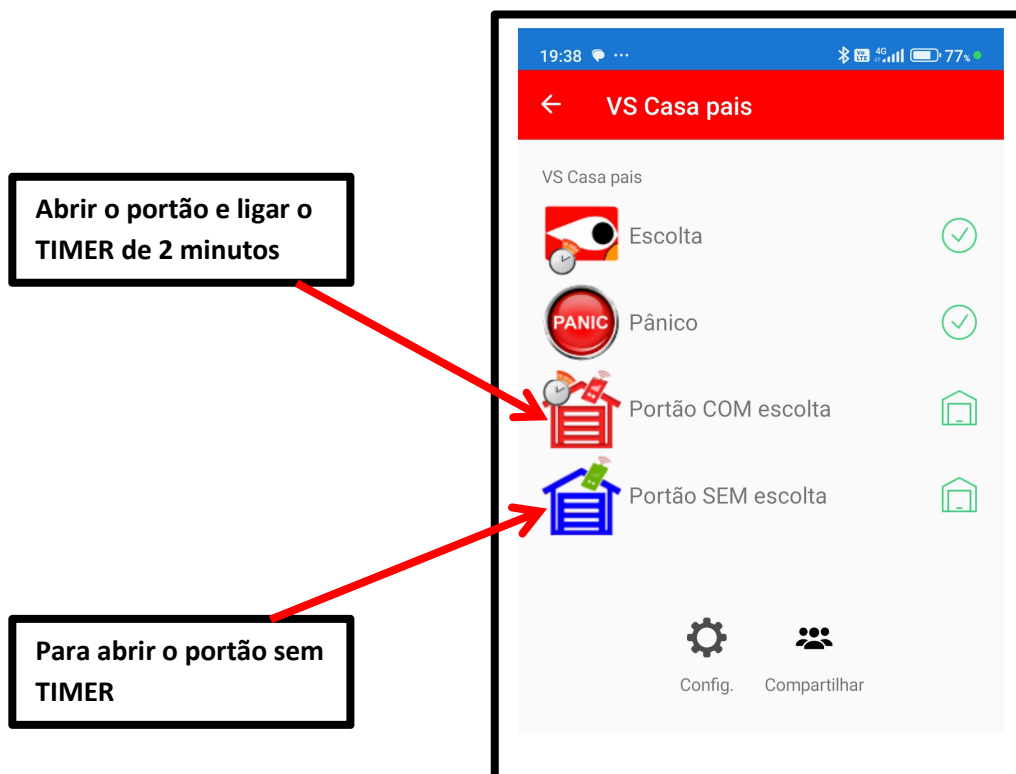 19:38
4G
77%
VS Casa pais
VS Casa pais
Escolta
PANIC
Pânico
Portão COM escolta
Portão SEM escolta
Config. Compartilhar
Abrir o portão e ligar o
TIMER de 2 minutos
Para abrir o portão sem
TIMER